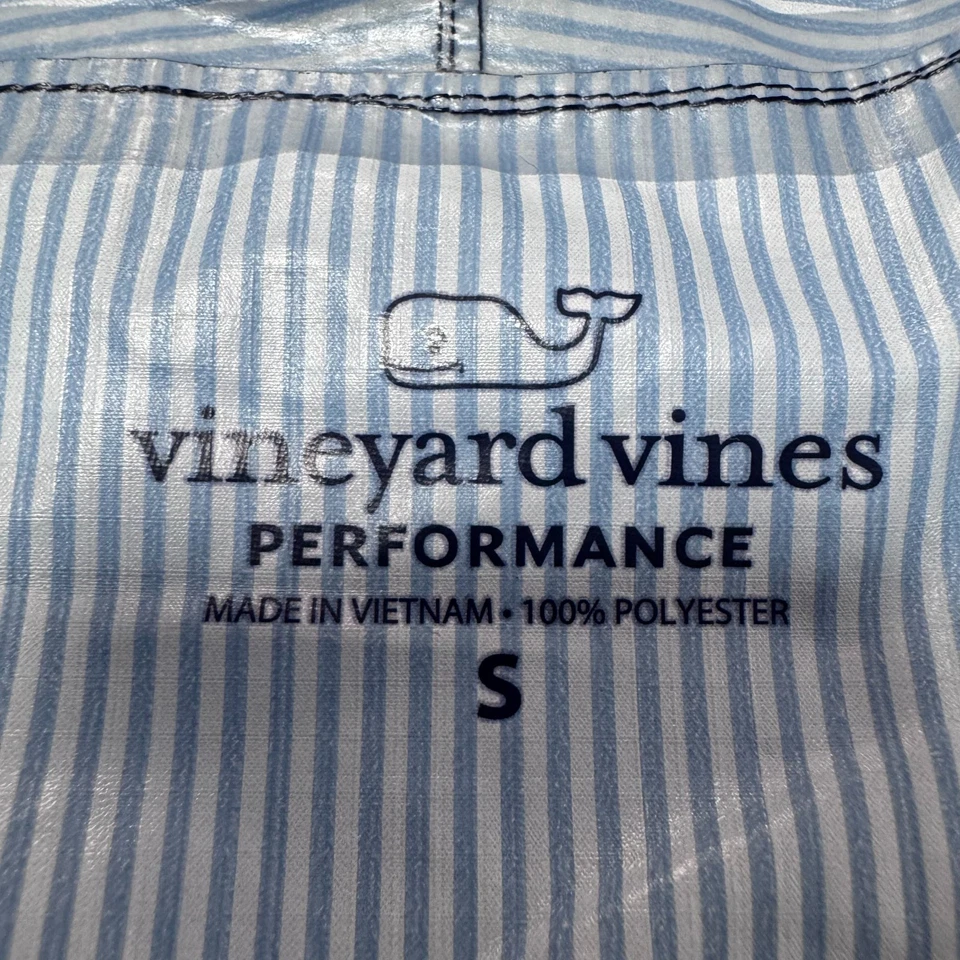 vineyard vines
PERFORMANCE
MADE IN VIETNAM • 100% POLYESTER
S